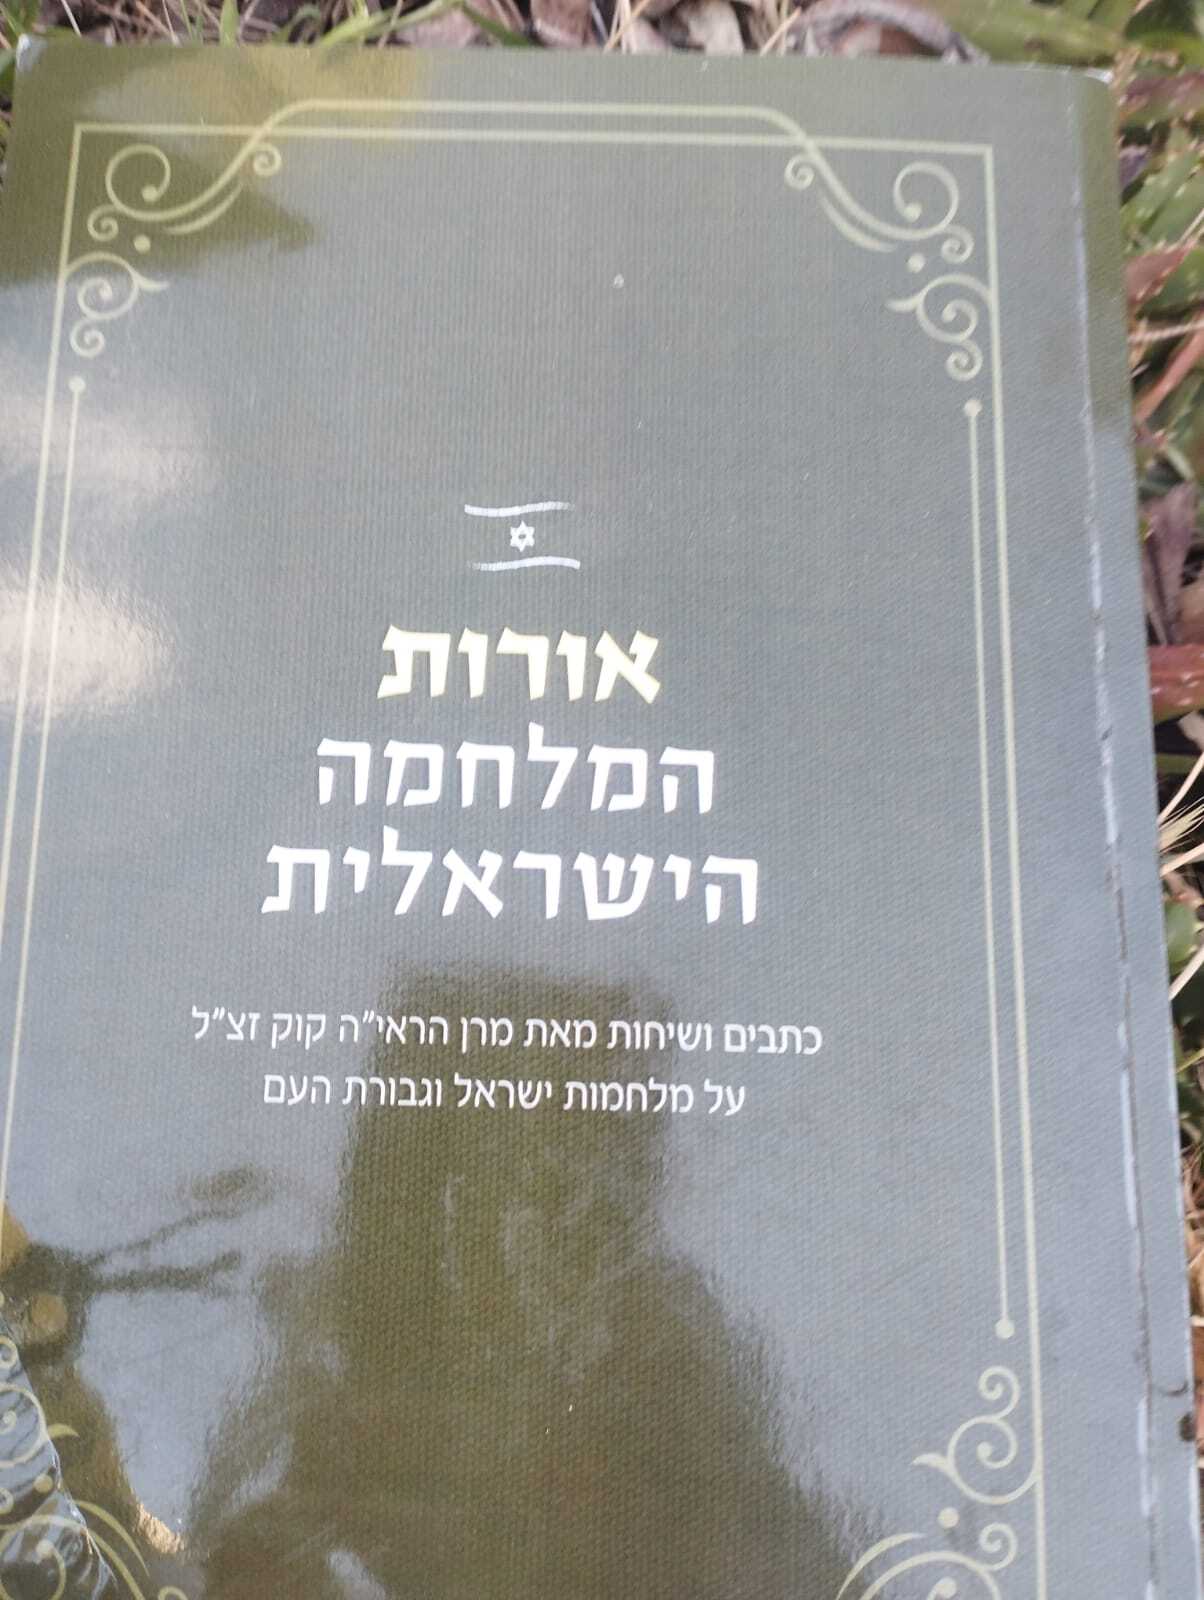 אורות
המלחמה
הישראלית
כתבים ושיחות מאת מרן הראי"ה קוק זצ"ל
על מלחמות ישראל וגבורת העם